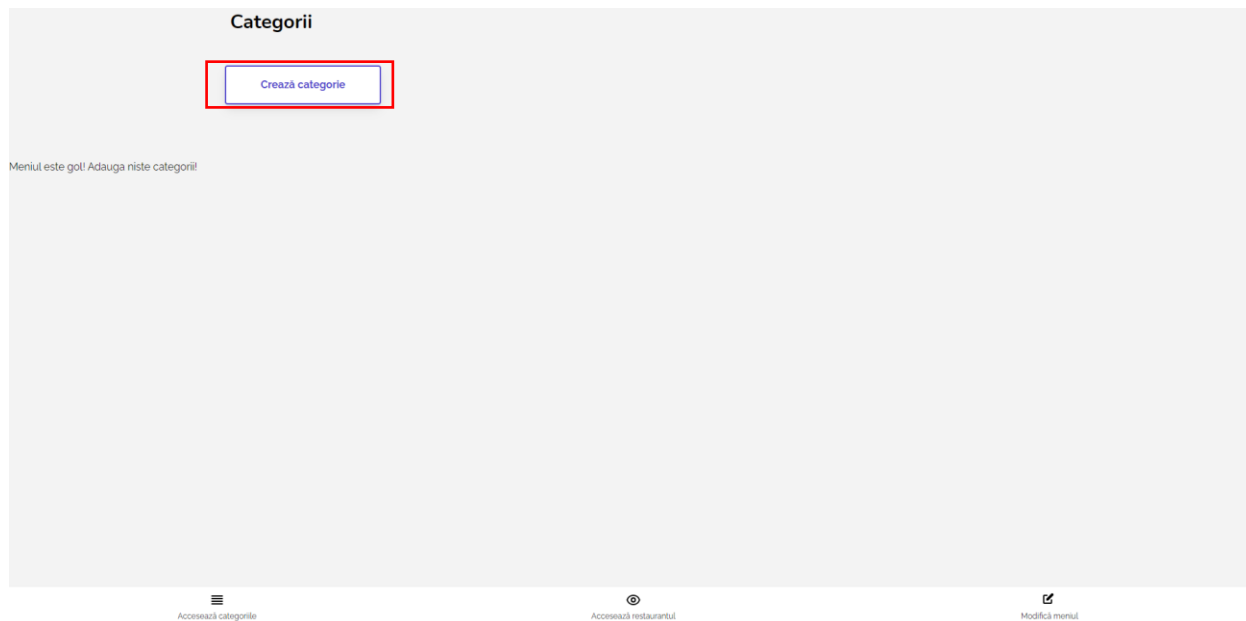 Categorii
Crează categorie
Meniul este gol! Adauga niste categorii!
Accesează categoriile
Accesează restaurantul
Modifică meniul